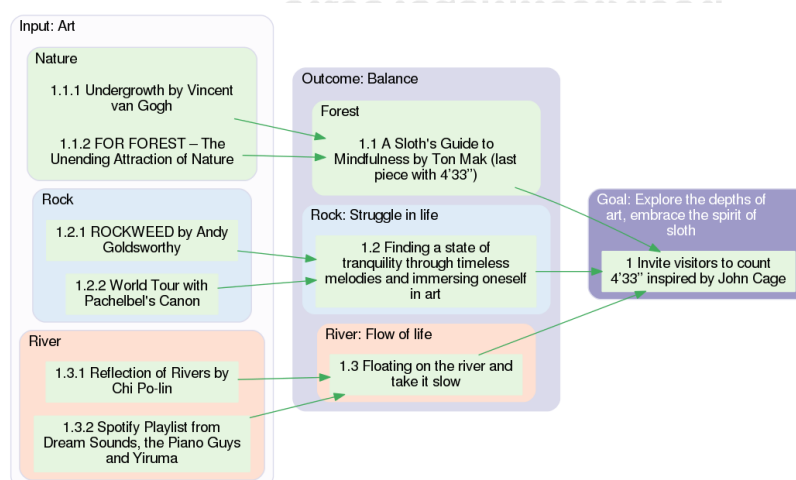 Input: Art
Nature
1.1.1 Undergrowth by Vincent
van Gogh
1.1.2 FOR FOREST – The
Unending Attraction of Nature
Rock
1.2.1 ROCKWEED by Andy
Goldsworthy
1.2.2 World Tour with
Pachelbel's Canon
River
1.3.1 Reflection of Rivers by
Chi Po-lin
1.3.2 Spotify Playlist from
Dream Sounds, the Piano Guys
and Yiruma
Outcome: Balance
Forest
1.1 A Sloth's Guide to
Mindfulness by Ton Mak (last
piece with 4’33”)
Rock: Struggle in life
1.2 Finding a state of
tranquility through timeless
melodies and immersing oneself
in art
River: Flow of life
1.3 Floating on the river and
take it slow
Goal: Explore the depths of
art, embrace the spirit of
sloth
1 Invite visitors to count
4’33” inspired by John Cage